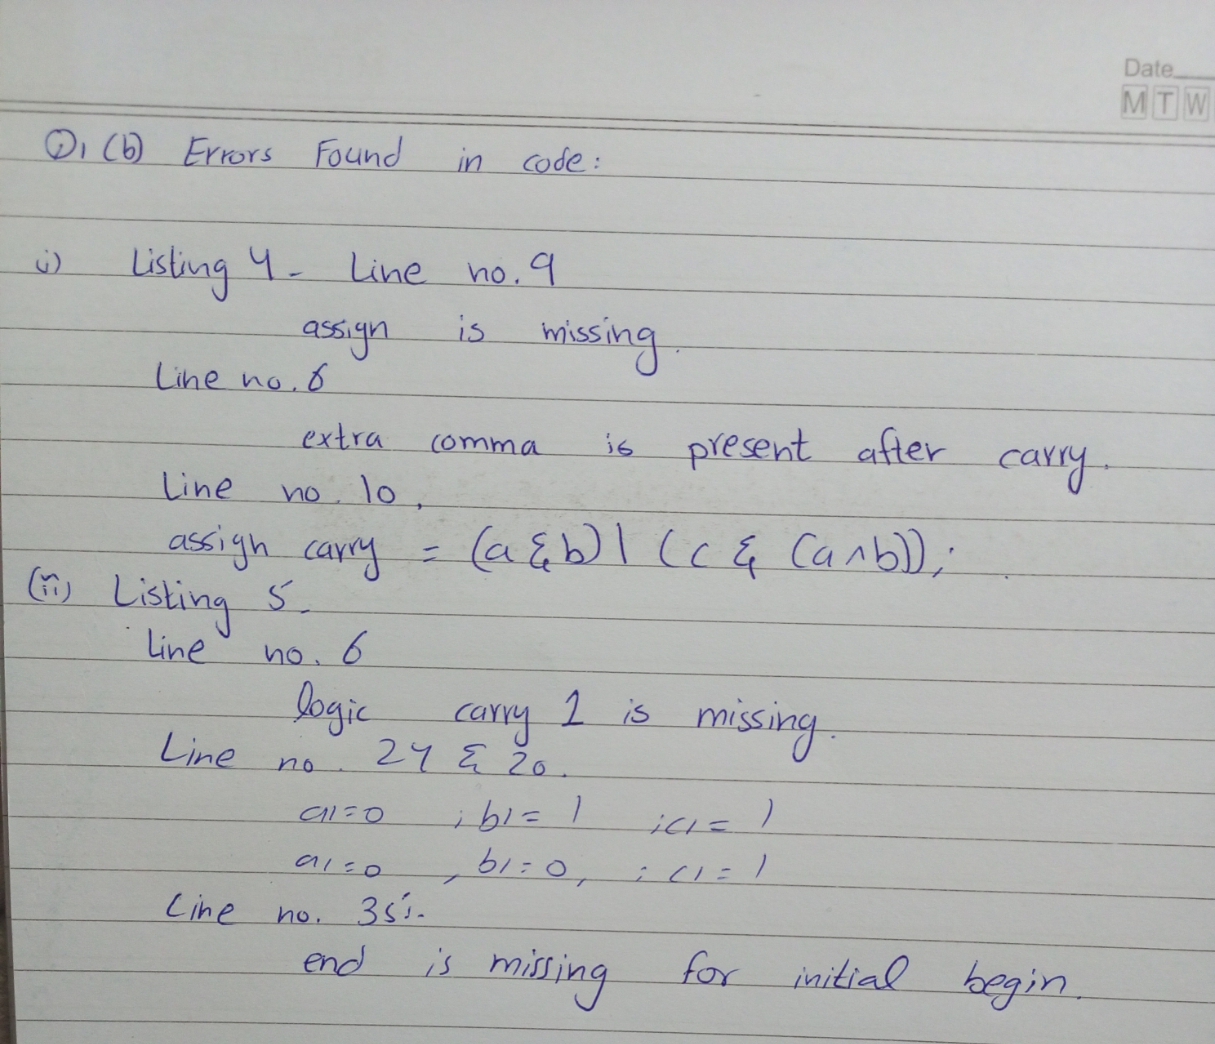 Date
M T W
Q1 (b) Errors Found in code:
i) Listing 4 - Line no. 9
assign is missing.
Line no. 6
extra comma is present after carry.
Line no. 10,
assign carry = (a & b) | (c & (a ^ b));
(ii) Listing 5 -
Line no. 6
logic carry 1 is missing.
Line no. 24 & 20.
a1=0 ; b1=1 ; c1=1
a1=0 , b1=0, ; c1=1
Line no. 35:-
end is missing for initial begin.